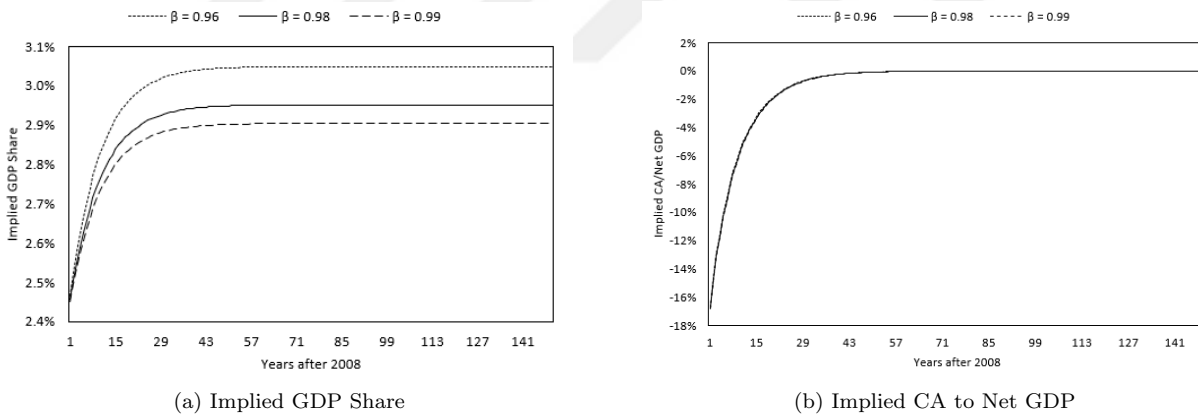 β = 0.96 β = 0.98 β = 0.99
3.1%
3.0%
2.9%
2.8%
2.7%
2.6%
2.5%
2.4%
Implied GDP Share
1 15 29 43 57 71 85 99 113 127 141
Years after 2008
(a) Implied GDP Share
β = 0.96 β = 0.98 β = 0.99
2%
0%
-2%
-4%
-6%
-8%
-10%
-12%
-14%
-16%
-18%
Implied CA/Net GDP
1 15 29 43 57 71 85 99 113 127 141
Years after 2008
(b) Implied CA to Net GDP